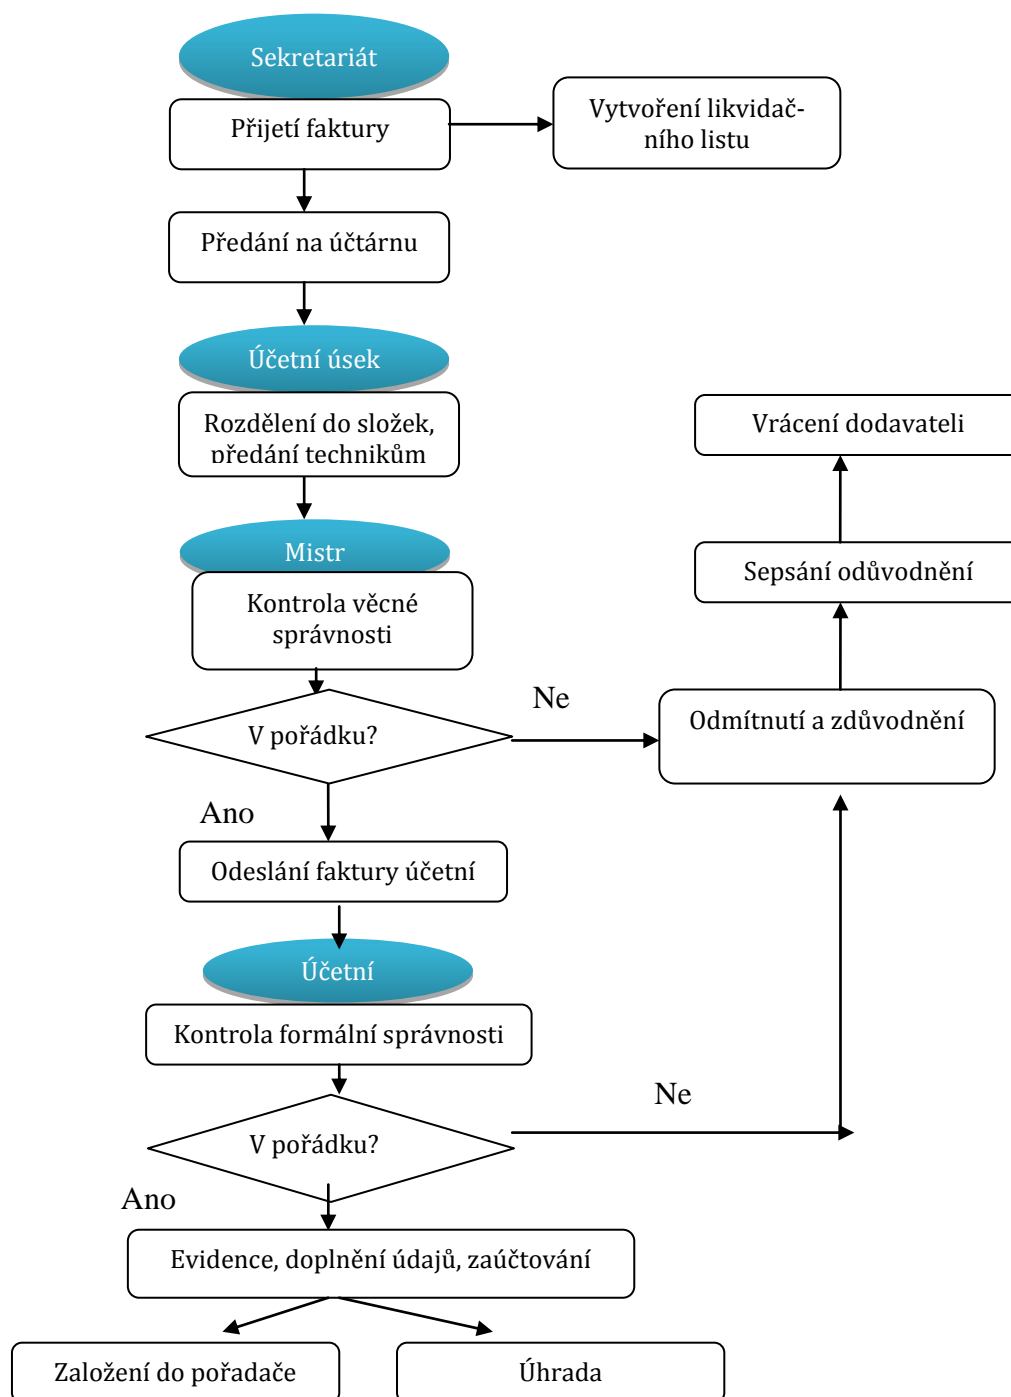 Sekretariát
Přijetí faktury
Vytvoření likvidač-
ního listu
Předání na účtárnu
Účetní úsek
Rozdělení do složek,
předání technikům
Vrácení dodavateli
Mistr
Sepsání odůvodnění
Kontrola věcné
správnosti
Ne
Odmítnutí a zdůvodnění
V pořádku?
Ano
Odeslání faktury účetní
Účetní
Kontrola formální správnosti
Ne
V pořádku?
Ano
Evidence, doplnění údajů, zaúčtování
Založení do pořadače
Úhrada